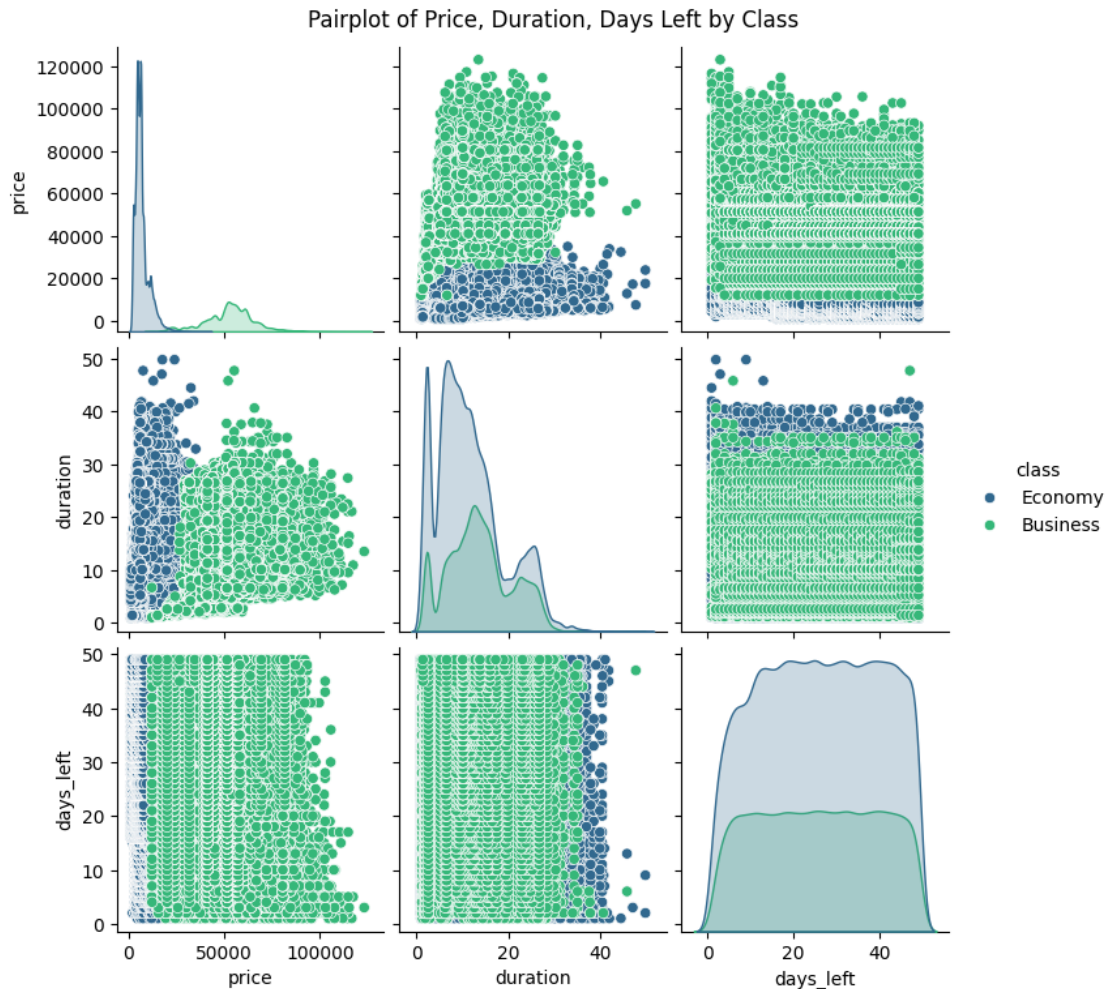 Pairplot of Price, Duration, Days Left by Class
120000
100000
80000
60000
40000
20000
0
price
50
40
30
20
10
0
duration
class
Economy
Business
50
40
30
20
10
0
days_left
0 50000 100000
price
0 20 40
duration
0 20 40
days_left